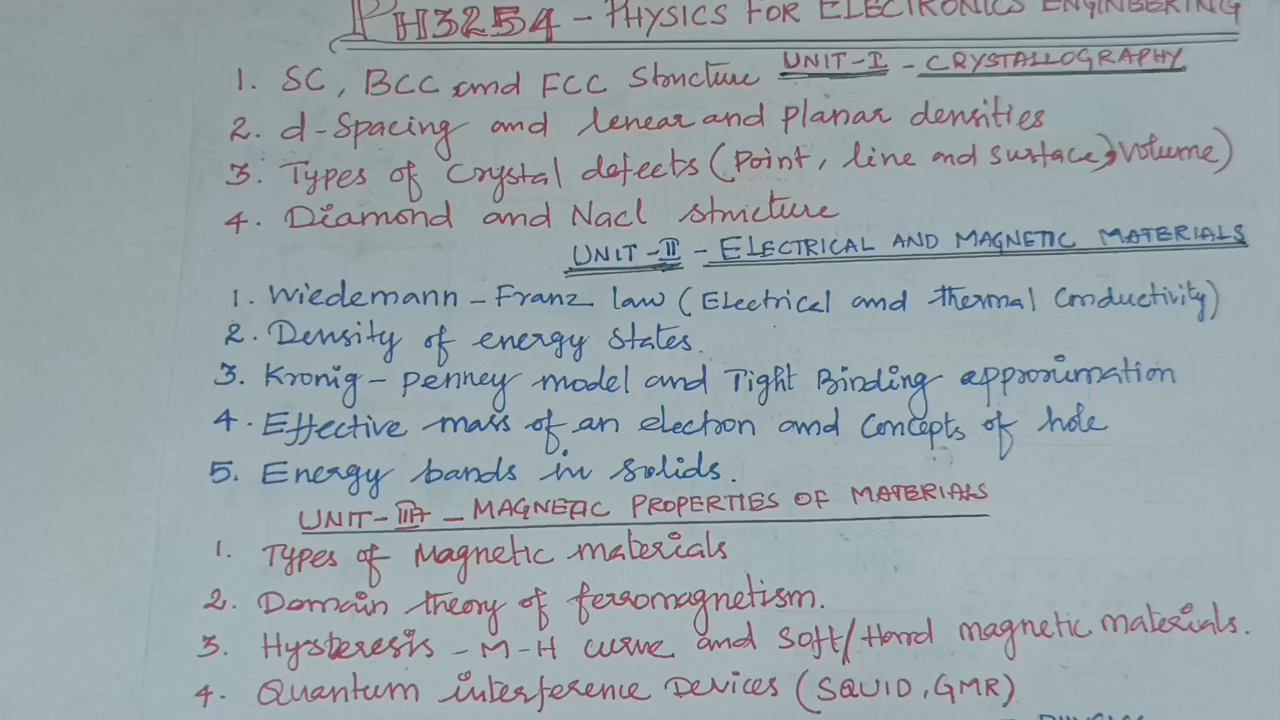 PH3254 - PHYSICS FOR ELECTRONICS ENGINEERING
UNIT-I - CRYSTALLOGRAPHY
1. SC, BCC and FCC Structure
2. d-Spacing and lenear and planar densities
3. Types of Crystal defects (Point, line and surface, volume)
4. Diamond and Nacl structure
UNIT-II - ELECTRICAL AND MAGNETIC MATERIALS
1. Wiedemann - Franz law (Electrical and thermal Conductivity)
2. Density of energy states.
3. Kronig - penney model and Tight Binding approximation
4. Effective mass of an electron and Concepts of hole
5. Energy bands in solids.
UNIT-III - MAGNETIC PROPERTIES OF MATERIALS
1. Types of Magnetic materials
2. Domain theory of ferromagnetism.
3. Hysteresis - M-H curve and Soft/Hard magnetic materials.
4. Quantum interference Devices (SQUID, GMR)